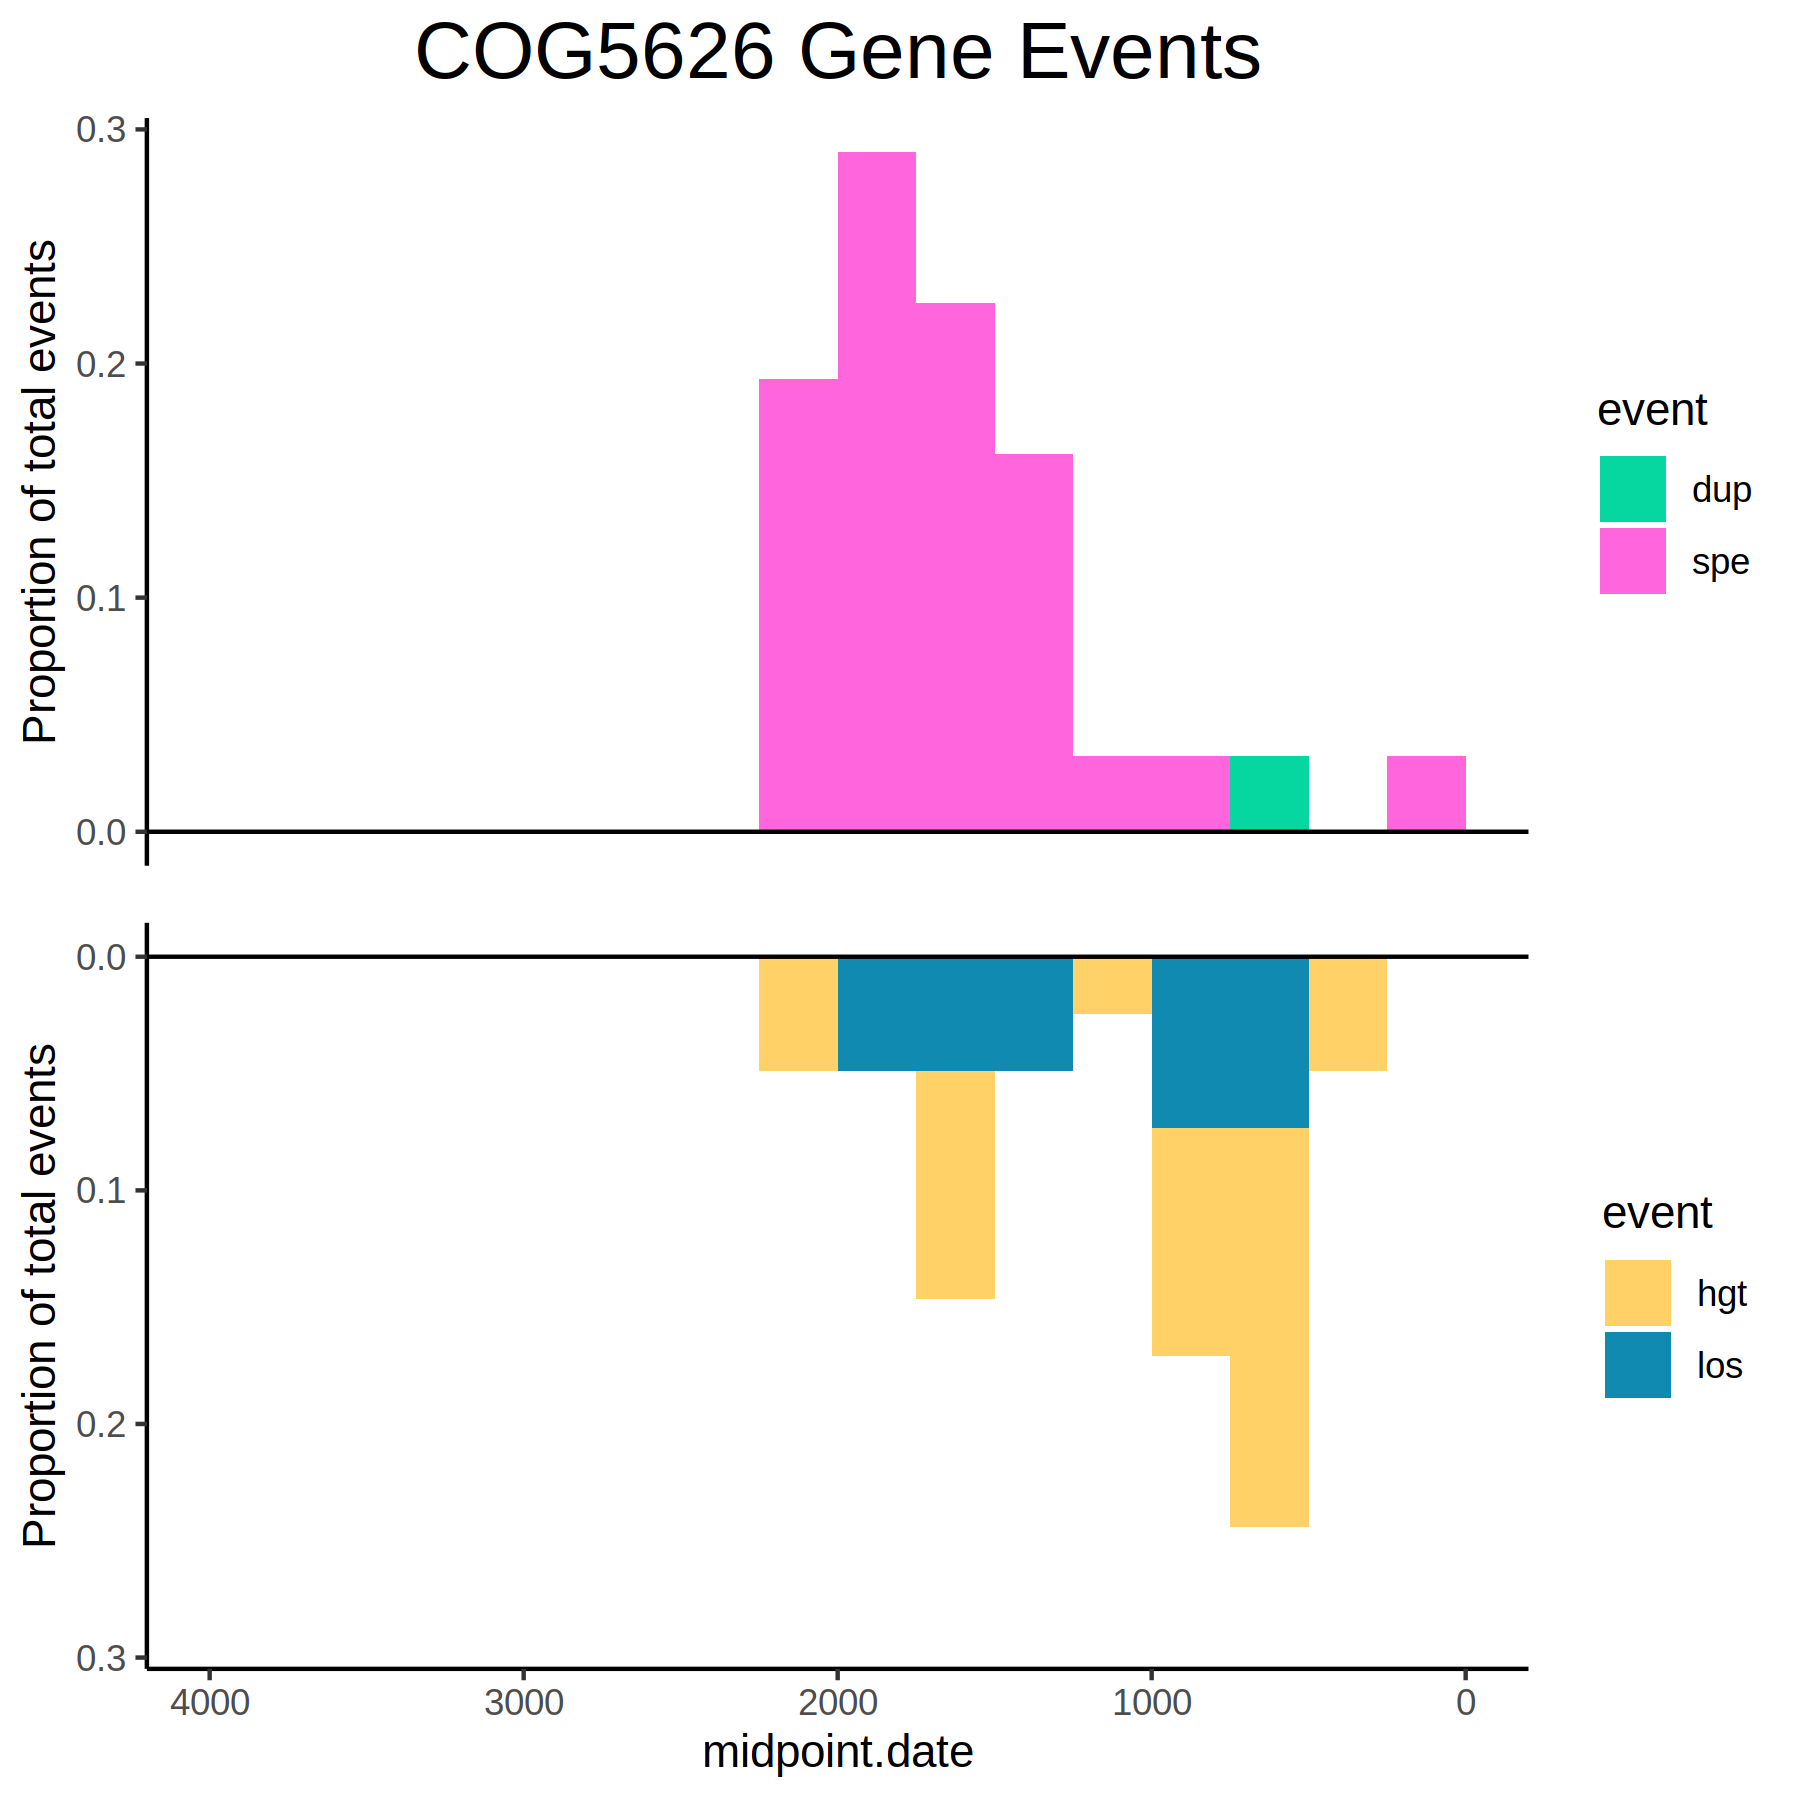 COG5626 Gene Events
Proportion of total events
0.3
0.2
0.1
0.0
event
dup
spe
Proportion of total events
0.0
0.1
0.2
0.3
event
hgt
los
4000 3000 2000 1000 0
midpoint.date